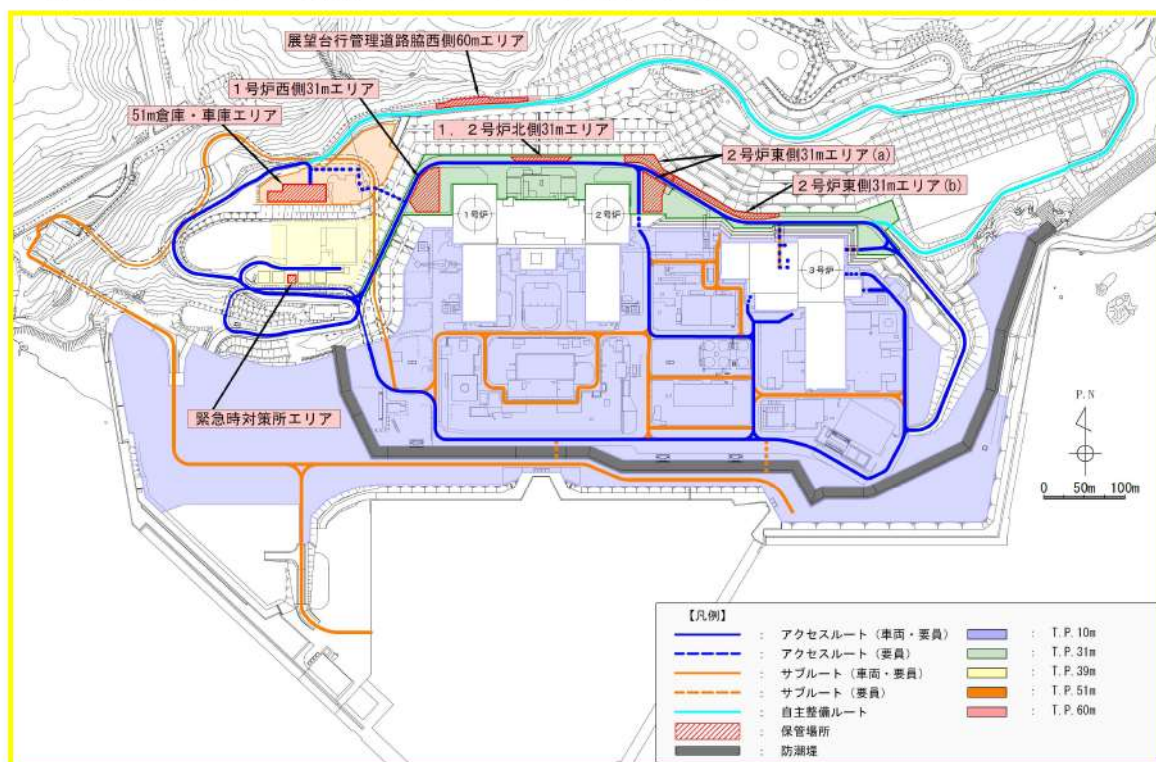 展望台行管理道路脇西側60mエリア
1号炉西側31mエリア
51m倉庫・車庫エリア
1，2号炉北側31mエリア
2号炉東側31mエリア(a)
2号炉東側31mエリア(b)
1号炉
2号炉
3号炉
緊急時対策所エリア
P.N
0 50m 100m
【凡例】
: アクセスルート（車両・要員）
: アクセスルート（要員）
: サブルート（車両・要員）
: サブルート（要員）
: 自主整備ルート
: 保管場所
: 防潮堤
: T.P.10m
: T.P.31m
: T.P.39m
: T.P.51m
: T.P.60m